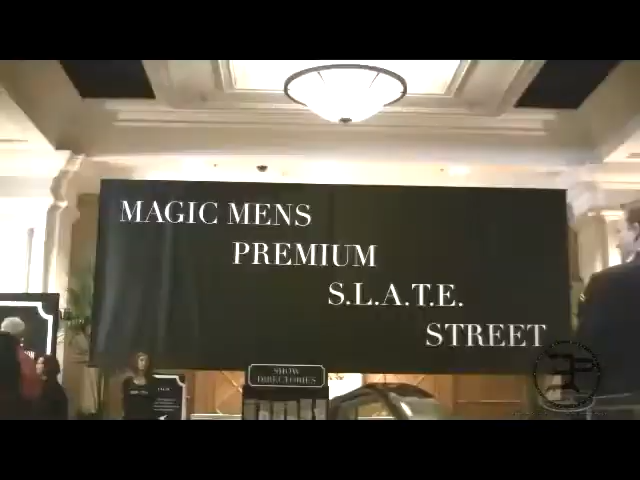 MAGIC MENS
PREMIUM
S.L.A.T.E.
STREET
SHOW
DIRECTORIES